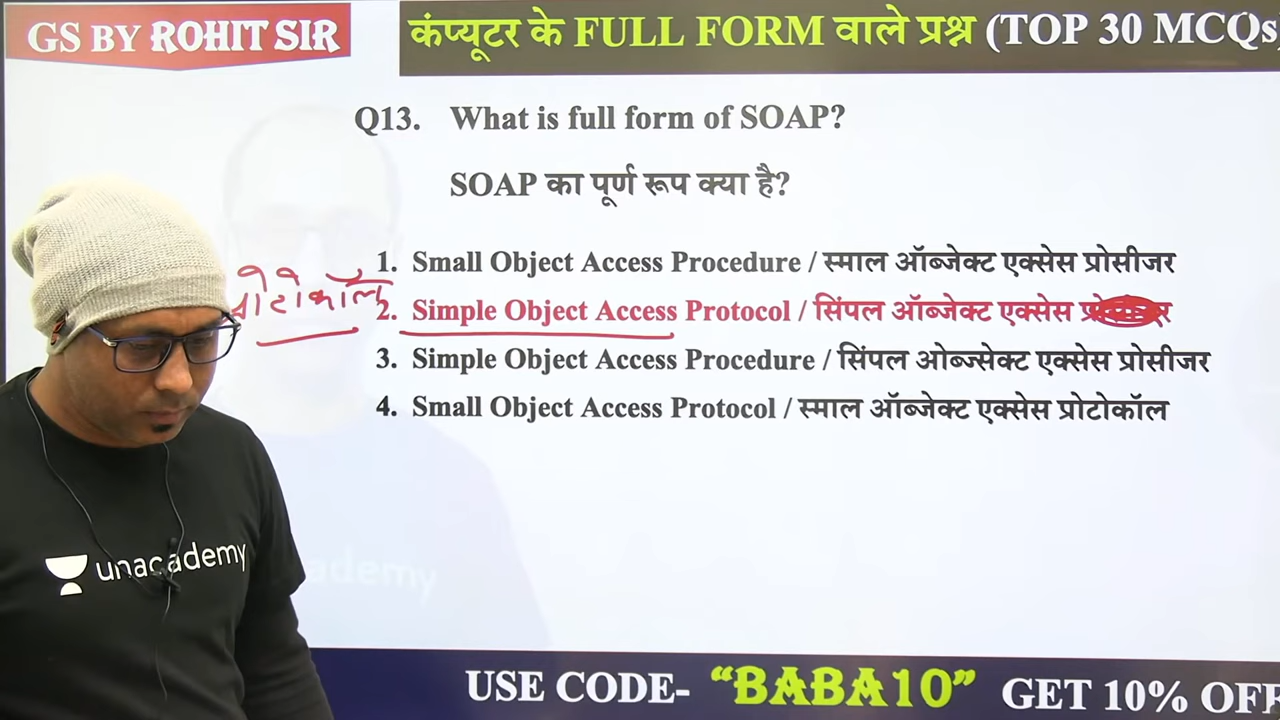 GS BY ROHIT SIR
कंप्यूटर के FULL FORM वाले प्रश्न (TOP 30 MCQs)
Q13. What is full form of SOAP?
SOAP का पूर्ण रूप क्या है?
1. Small Object Access Procedure / स्माल ऑब्जेक्ट एक्सेस प्रोसीजर
प्रोटोकॉल
2. Simple Object Access Protocol / सिंपल ऑब्जेक्ट एक्सेस
3. Simple Object Access Procedure / सिंपल ओब्ज्सेक्ट एक्सेस प्रोसीजर
4. Small Object Access Protocol / स्माल ऑब्जेक्ट एक्सेस प्रोटोकॉल
unacademy
USE CODE- “BABA10” GET 10% OFF